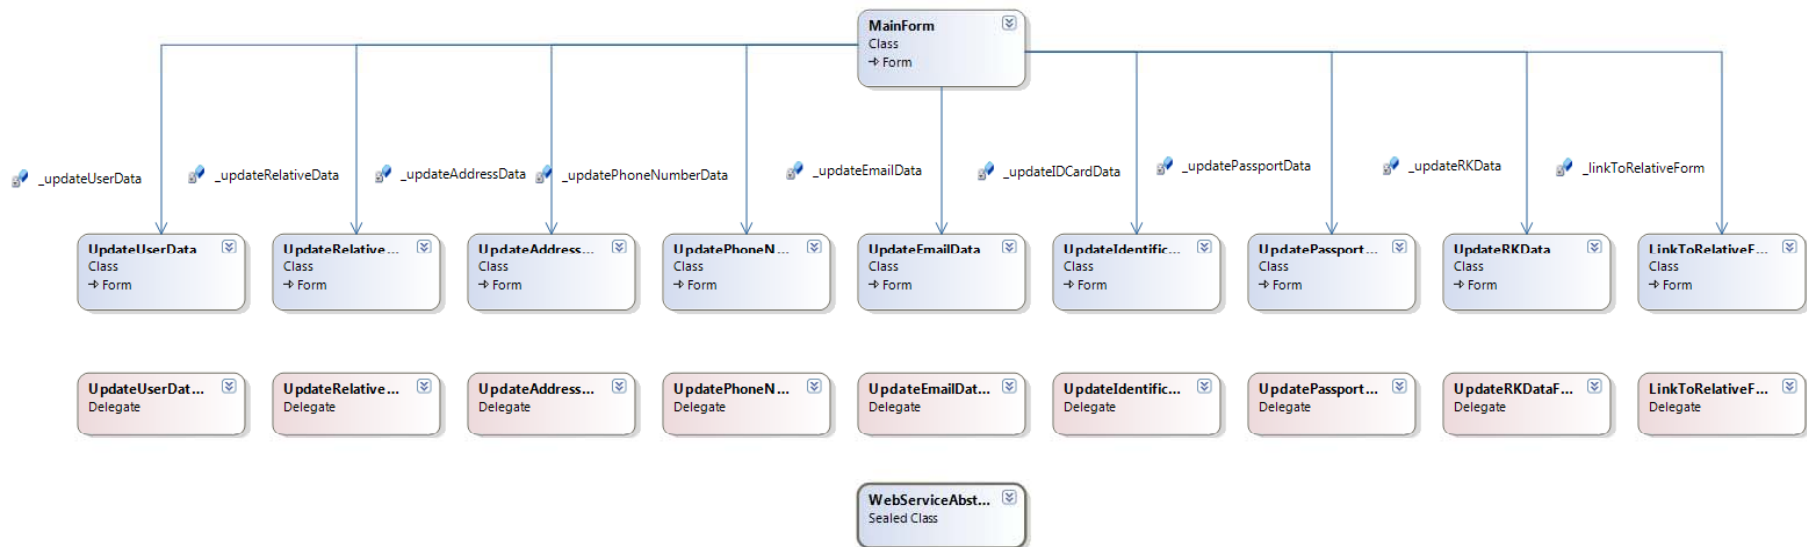 MainForm
Class
Form
_updateUserData
_updateRelativeData
_updateAddressData
_updatePhoneNumberData
_updateEmailData
_updateIDCardData
_updatePassportData
_updateRKData
_linkToRelativeForm
UpdateUserData
Class
Form
UpdateRelative...
Class
Form
UpdateAddress...
Class
Form
UpdatePhoneN...
Class
Form
UpdateEmailData
Class
Form
UpdateIdentific...
Class
Form
UpdatePassport...
Class
Form
UpdateRKData
Class
Form
LinkToRelativeF...
Class
Form
UpdateUserDat...
Delegate
UpdateRelative...
Delegate
UpdateAddress...
Delegate
UpdatePhoneN...
Delegate
UpdateEmailDat...
Delegate
UpdateIdentific...
Delegate
UpdatePassport...
Delegate
UpdateRKDataF...
Delegate
LinkToRelativeF...
Delegate
WebServiceAbst...
Sealed Class